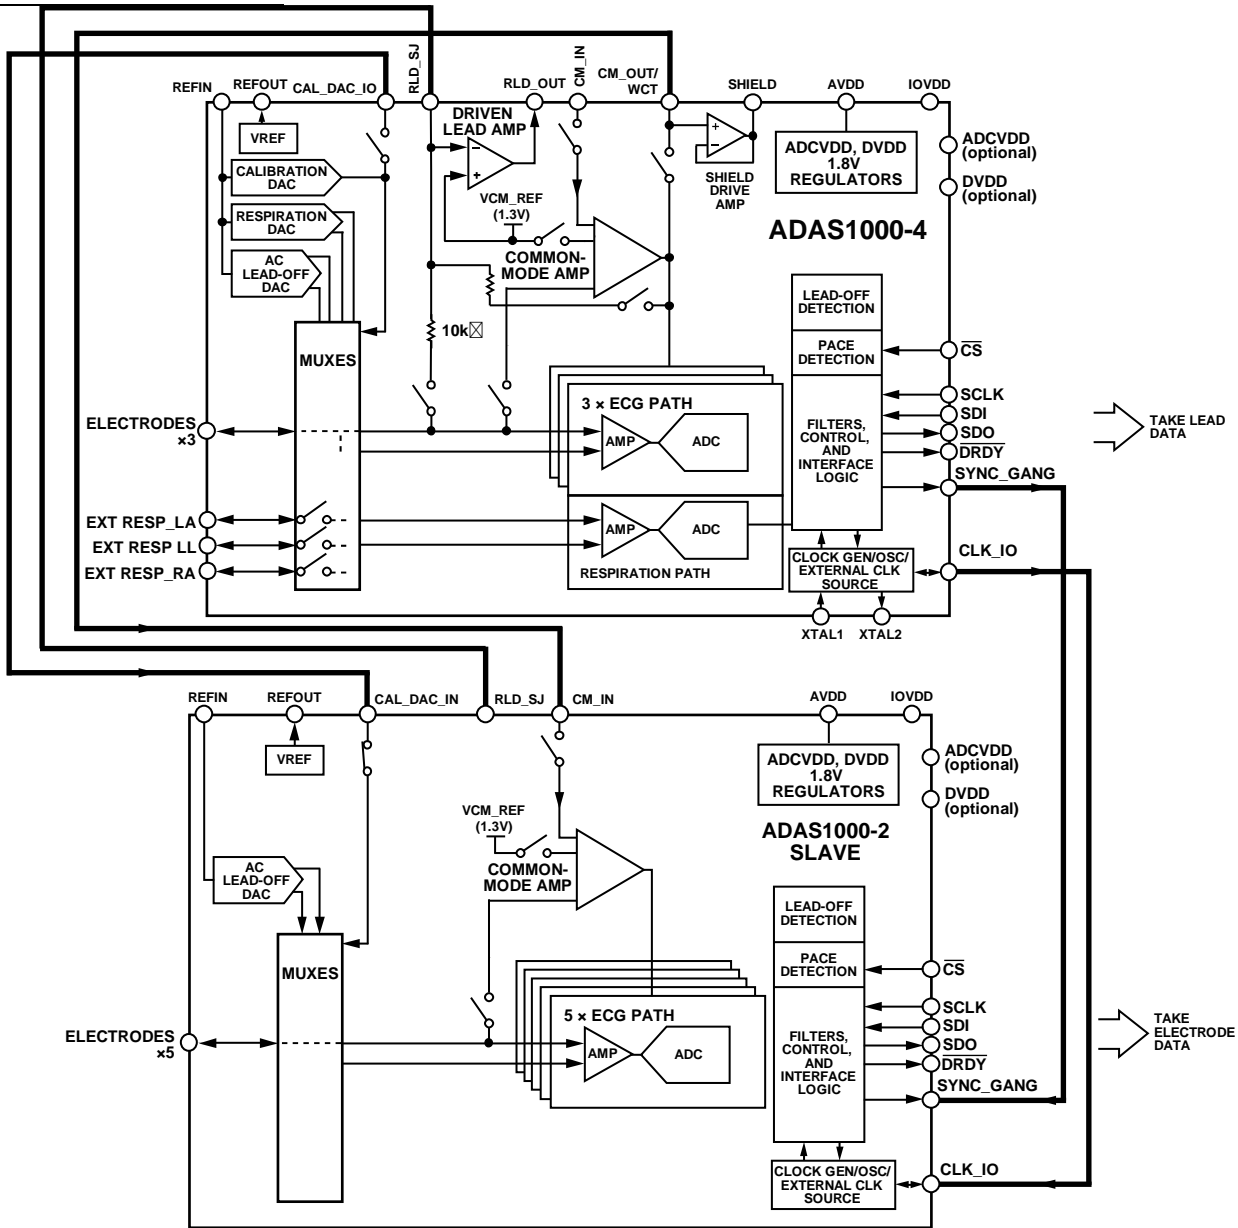 REFIN
REFOUT
CAL_DAC_IO
RLD_SJ
RLD_OUT
CM_IN
CM_OUT/
WCT
SHIELD
AVDD
IOVDD
VREF
DRIVEN
LEAD AMP
SHIELD
DRIVE
AMP
ADCVDD, DVDD
1.8V
REGULATORS
ADCVDD
(optional)
DVDD
(optional)
CALIBRATION
DAC
RESPIRATION
DAC
AC
LEAD-OFF
DAC
VCM_REF
(1.3V)
COMMON-
MODE AMP
ADAS1000-4
10k
MUXES
LEAD-OFF
DETECTION
PACE
DETECTION
FILTERS,
CONTROL,
AND
INTERFACE
LOGIC
CS
SCLK
SDI
SDO
DRDY
SYNC_GANG
TAKE LEAD
DATA
ELECTRODES
×3
3 × ECG PATH
AMP
ADC
EXT RESP_LA
EXT RESP LL
EXT RESP_RA
AMP
ADC
RESPIRATION PATH
CLOCK GEN/OSC/
EXTERNAL CLK
SOURCE
CLK_IO
XTAL1
XTAL2
REFIN
REFOUT
CAL_DAC_IN
RLD_SJ
CM_IN
AVDD
IOVDD
VREF
ADCVDD, DVDD
1.8V
REGULATORS
ADCVDD
(optional)
DVDD
(optional)
VCM_REF
(1.3V)
COMMON-
MODE AMP
ADAS1000-2
SLAVE
AC
LEAD-OFF
DAC
MUXES
LEAD-OFF
DETECTION
PACE
DETECTION
FILTERS,
CONTROL,
AND
INTERFACE
LOGIC
CS
SCLK
SDI
SDO
DRDY
SYNC_GANG
TAKE
ELECTRODE
DATA
ELECTRODES
×5
5 × ECG PATH
AMP
ADC
CLOCK GEN/OSC/
EXTERNAL CLK
SOURCE
CLK_IO